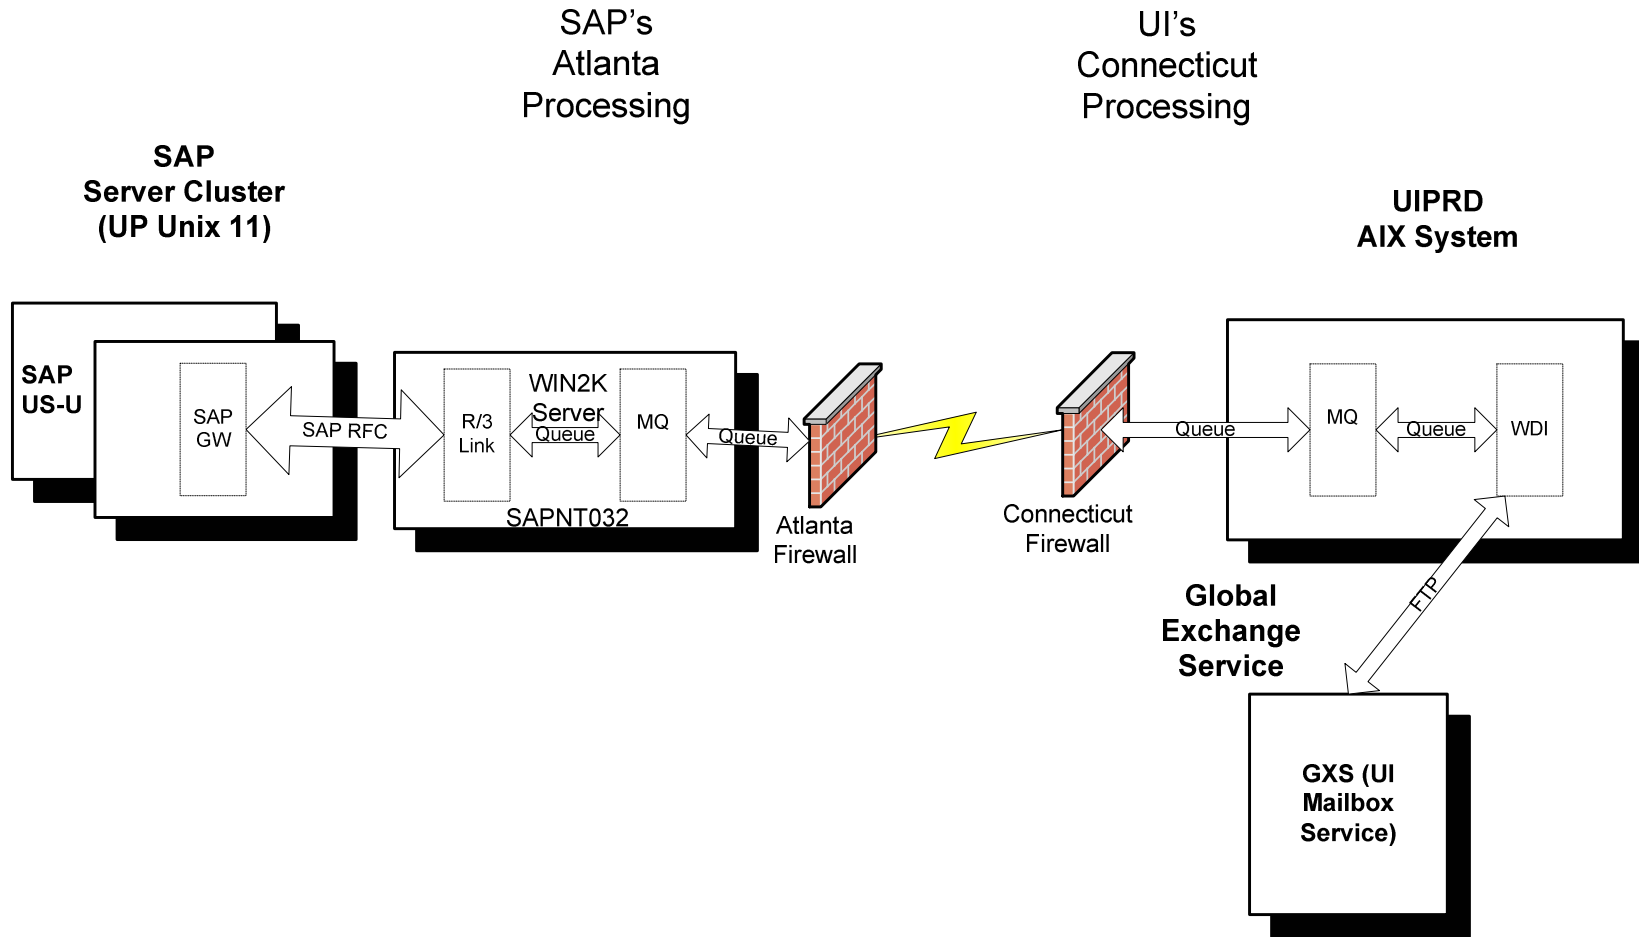 SAP's
Atlanta
Processing
UI's
Connecticut
Processing
SAP
Server Cluster
(UP Unix 11)
UIPRD
AIX System
SAP
US-U
SAP
GW
SAP RFC
R/3
Link
WIN2K
Server
Queue
MQ
SAPNT032
Queue
Atlanta
Firewall
Connecticut
Firewall
Queue
MQ
Queue
WDI
FTP
Global
Exchange
Service
GXS (UI
Mailbox
Service)